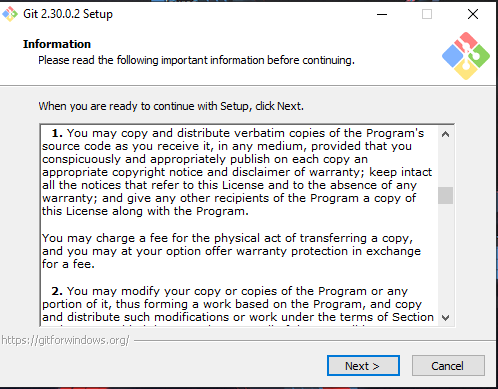 Git 2.30.0.2 Setup
Information
Please read the following important information before continuing.
When you are ready to continue with Setup, click Next.
1. You may copy and distribute verbatim copies of the Program's
source code as you receive it, in any medium, provided that you
conspicuously and appropriately publish on each copy an
appropriate copyright notice and disclaimer of warranty; keep intact
all the notices that refer to this License and to the absence of any
warranty; and give any other recipients of the Program a copy of
this License along with the Program.
You may charge a fee for the physical act of transferring a copy,
and you may at your option offer warranty protection in exchange
for a fee.
2. You may modify your copy or copies of the Program or any
portion of it, thus forming a work based on the Program, and copy
and distribute such modifications or work under the terms of Section
https://gitforwindows.org/
Next >
Cancel